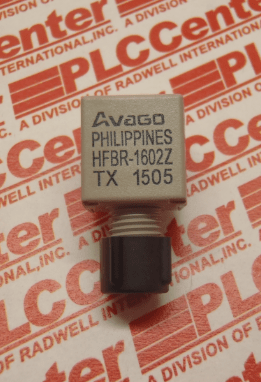 PLCCenter
A DIVISION OF RADWELL INTERNATIONAL, INC.
AVAGO
PHILIPPINES
HFBR-1602Z
TX 1505